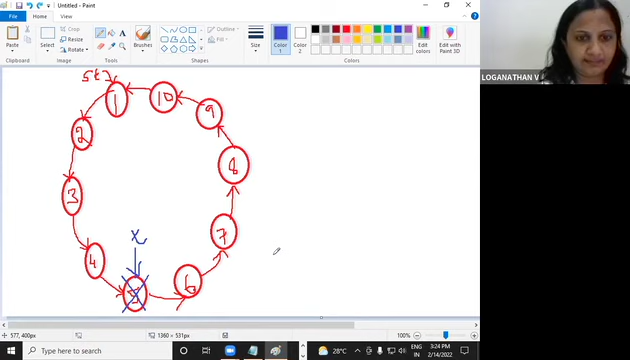 Untitled - Paint
File Home View
Paste
Clipboard
Select
Crop
Resize
Rotate
Image
Tools
Brushes
Shapes
Outline
Fill
Size
Color 1
Color 2
Colors
Edit colors
Edit with Paint 3D
LOGANATHAN V
1
10
9
2
8
3
7
x
4
6
5
577, 400px
1360 × 531px
100%
Type here to search
28°C
ENG
IN
3:24 PM
2/14/2022